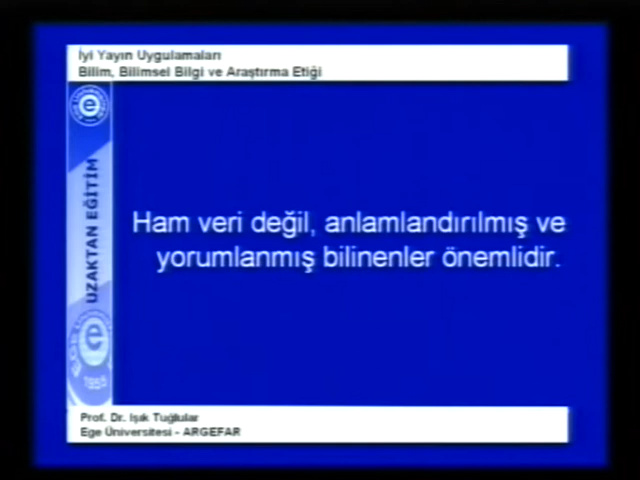 İyi Yayın Uygulamaları
Bilim, Bilimsel Bilgi ve Araştırma Etiği
UZAKTAN EĞİTİM
Ham veri değil, anlamlandırılmış ve
yorumlanmış bilinenler önemlidir.
1955
Prof. Dr. Işık Tuğlular
Ege Üniversitesi - ARGEFAR